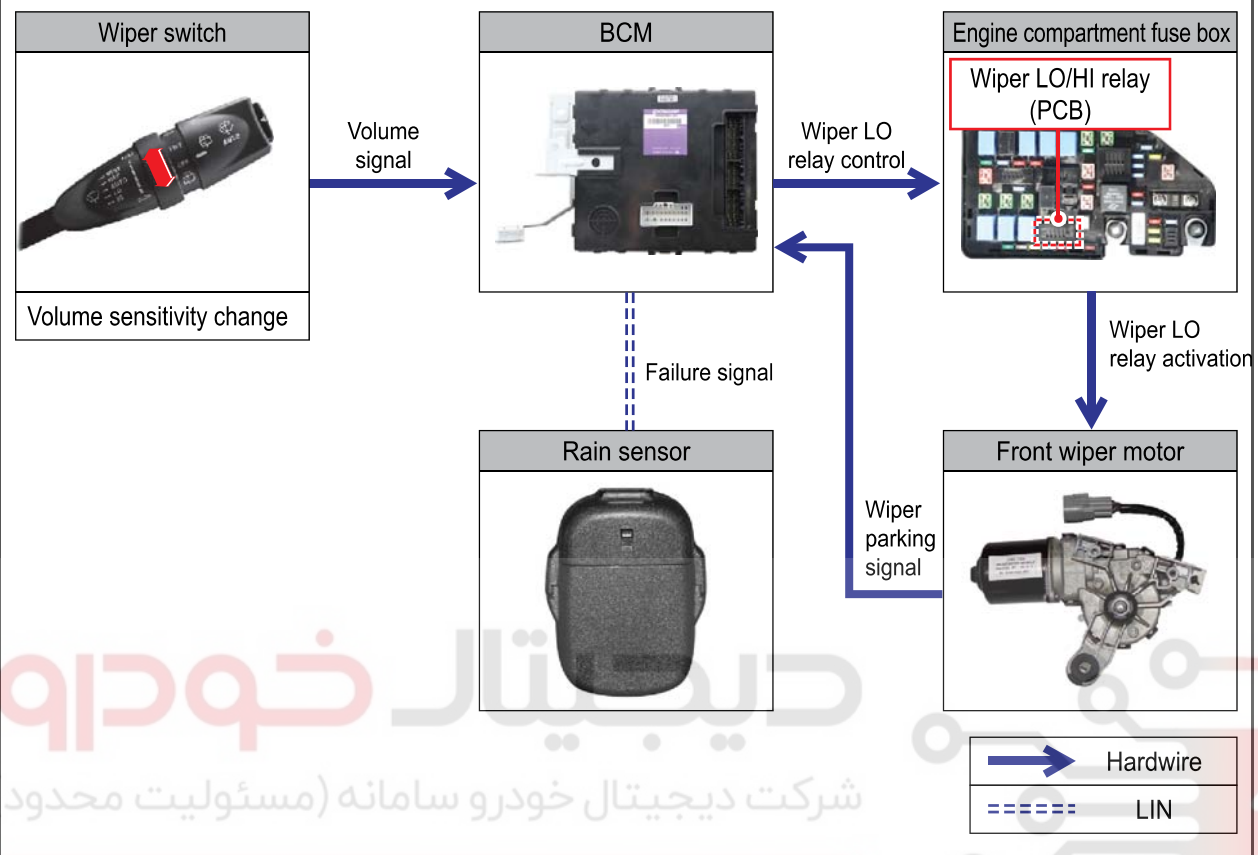 Wiper switch
BCM
Engine compartment fuse box
Wiper LO/HI relay
(PCB)
Volume
signal
Wiper LO
relay control
AUTO
Volume sensitivity change
Failure signal
Wiper LO
relay activation
Rain sensor
Front wiper motor
Wiper
parking
signal
Hardwire
LIN
دیجیتال خودرو
شرکت دیجیتال خودرو سامانه (مسئولیت محدود